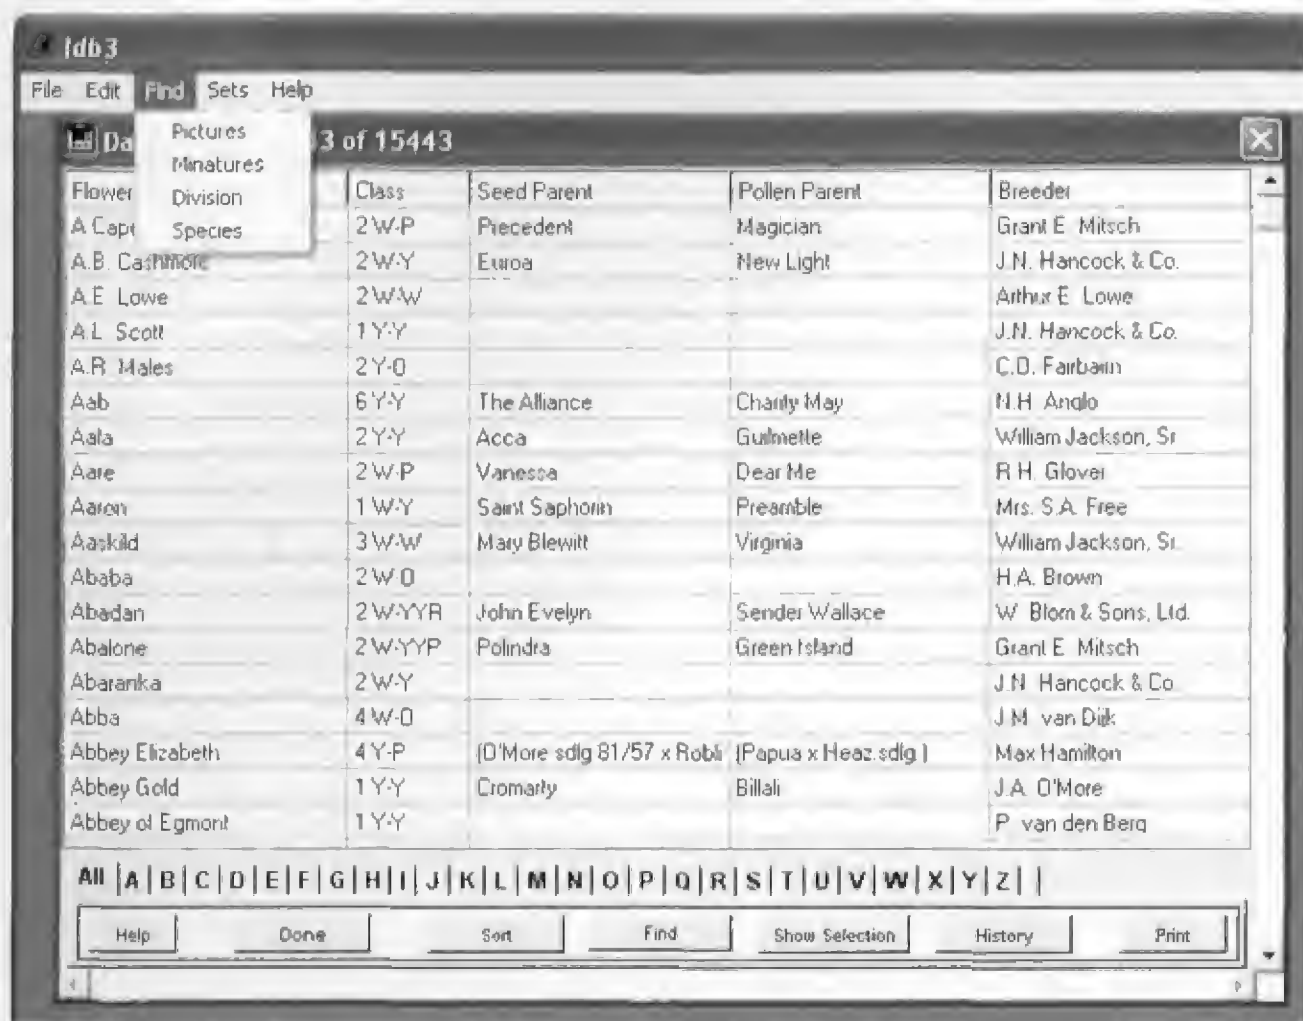 fdb3
File Edit Find Sets Help
Pictures
Da 3 of 15443
Minatures
Flower Class Seed Parent Pollen Parent Breeder
Division
A Cap 2 W-P Precedent Magician Grant E. Mitsch
Species
A.B. Cashmore 2 W-Y Euroa New Light J.N. Hancock & Co.
A.E. Lowe 2 W-W Arthur E. Lowe
A.L. Scott 1 Y-Y J.N. Hancock & Co.
A.R. Males 2 Y-O C.D. Fairbairn
Aab 6 Y-Y The Alliance Charity May N.H. Anglo
Aala 2 Y-Y Acca Guilmette William Jackson, Sr.
Aare 2 W-P Vanessa Dear Me R.H. Glover
Aaron 1 W-Y Saint Saphorin Preamble Mrs. S.A. Free
Aaskild 3 W-W Mary Blewitt Virginia William Jackson, Sr.
Ababa 2 W-O H.A. Brown
Abadan 2 W-YYR John Evelyn Sender Wallace W. Blom & Sons, Ltd.
Abalone 2 W-YYP Polindra Green Island Grant E. Mitsch
Abaranka 2 W-Y J.N. Hancock & Co.
Abba 4 W-O J.M. van Dijk
Abbey Elizabeth 4 Y-P (O'More sdlg 81/57 x Robli (Papua x Heaz.sdlg.) Max Hamilton
Abbey Gold 1 Y-Y Cromarty Billali J.A. O'More
Abbey of Egmont 1 Y-Y P. van den Berg
All A B C D E F G H I J K L M N O P Q R S T U V W X Y Z
Help Done Sort Find Show Selection History Print